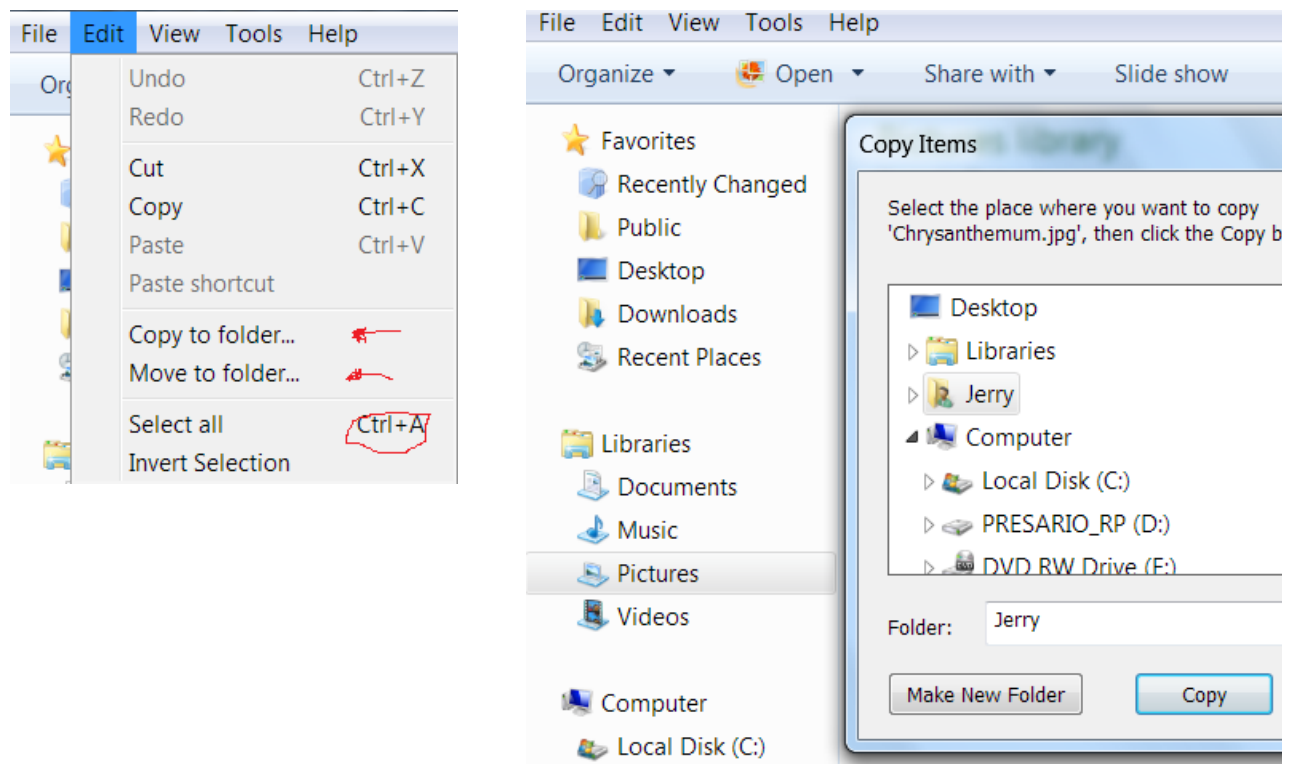 File Edit View Tools Help
Org
Undo Ctrl+Z
Redo Ctrl+Y
Cut Ctrl+X
Copy Ctrl+C
Paste Ctrl+V
Paste shortcut
Copy to folder...
Move to folder...
Select all Ctrl+A
Invert Selection
File Edit View Tools Help
Organize Open Share with Slide show
Favorites
Recently Changed
Public
Desktop
Downloads
Recent Places
Libraries
Documents
Music
Pictures
Videos
Computer
Local Disk (C:)
library
Copy Items
Select the place where you want to copy
'Chrysanthemum.jpg', then click the Copy b
Desktop
Libraries
Jerry
Computer
Local Disk (C:)
PRESARIO_RP (D:)
DVD RW Drive (E:)
Folder: Jerry
Make New Folder Copy